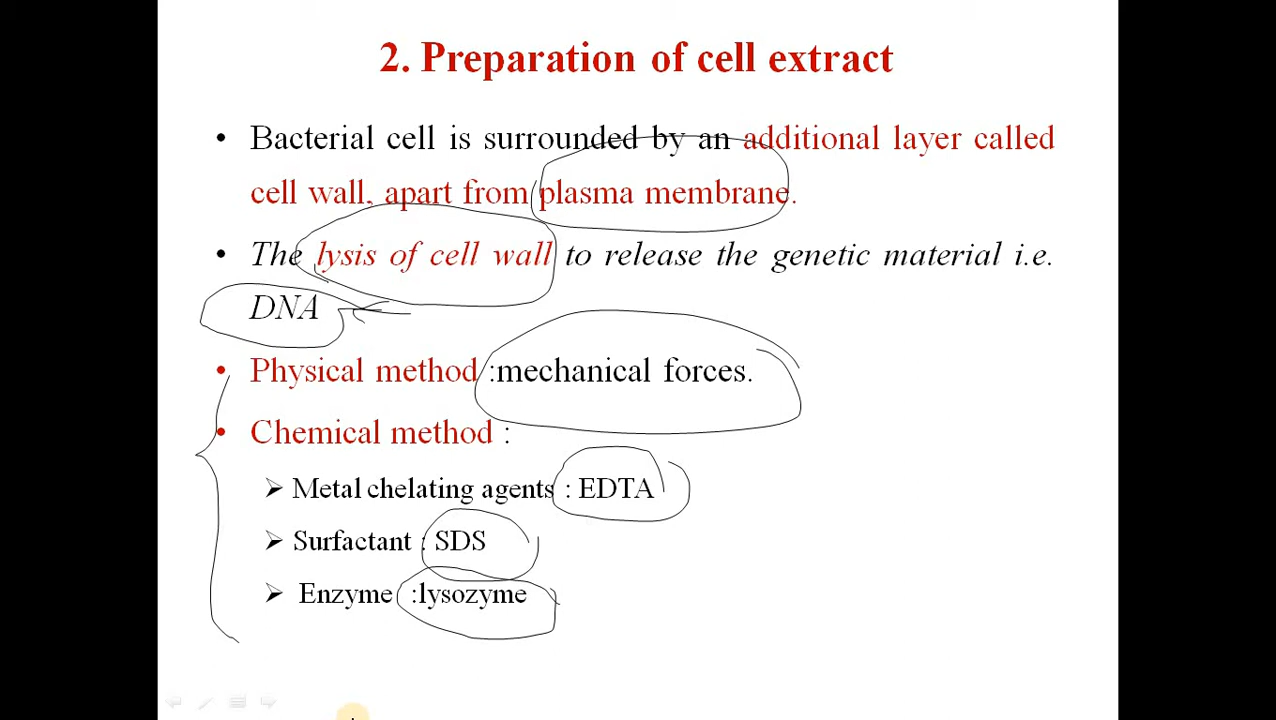 2. Preparation of cell extract
• Bacterial cell is surrounded by an additional layer called
cell wall, apart from plasma membrane.
• The lysis of cell wall to release the genetic material i.e.
DNA
• Physical method :mechanical forces.
• Chemical method :
➢ Metal chelating agents : EDTA
➢ Surfactant : SDS
➢ Enzyme :lysozyme